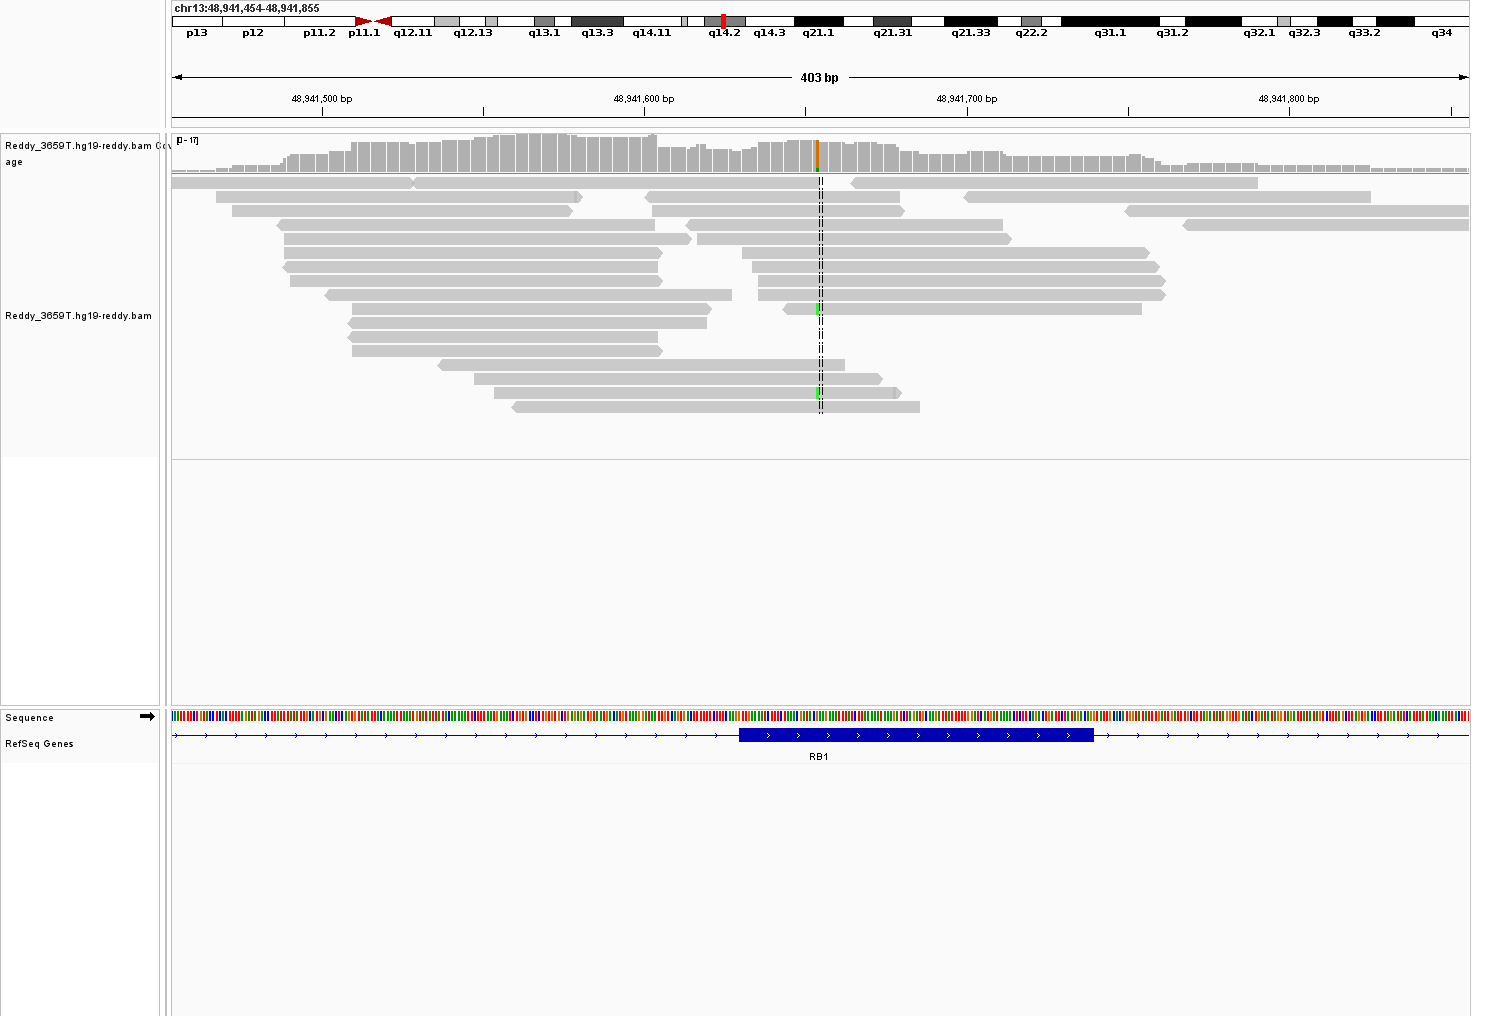 chr13:48,941,454-48,941,855
p13 p12 p11.2 p11.1 q12.11 q12.13 q13.1 q13.3 q14.11 q14.2 q14.3 q21.1 q21.31 q21.33 q22.2 q31.1 q31.2 q32.1 q32.3 q33.2 q34
403 bp
48,941,500 bp 48,941,600 bp 48,941,700 bp 48,941,800 bp
[0 - 17]
Reddy_3659T.hg19-reddy.bam Cov
age
Reddy_3659T.hg19-reddy.bam
Sequence
RefSeq Genes
RB1